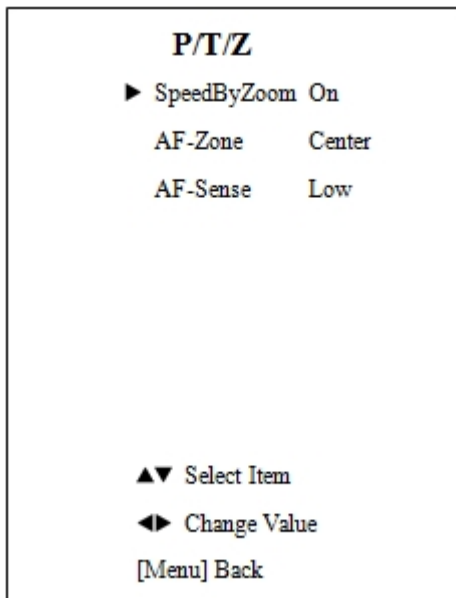 P/T/Z
▶ SpeedByZoom On
AF-Zone Center
AF-Sense Low
▲▼ Select Item
◀▶ Change Value
[Menu] Back